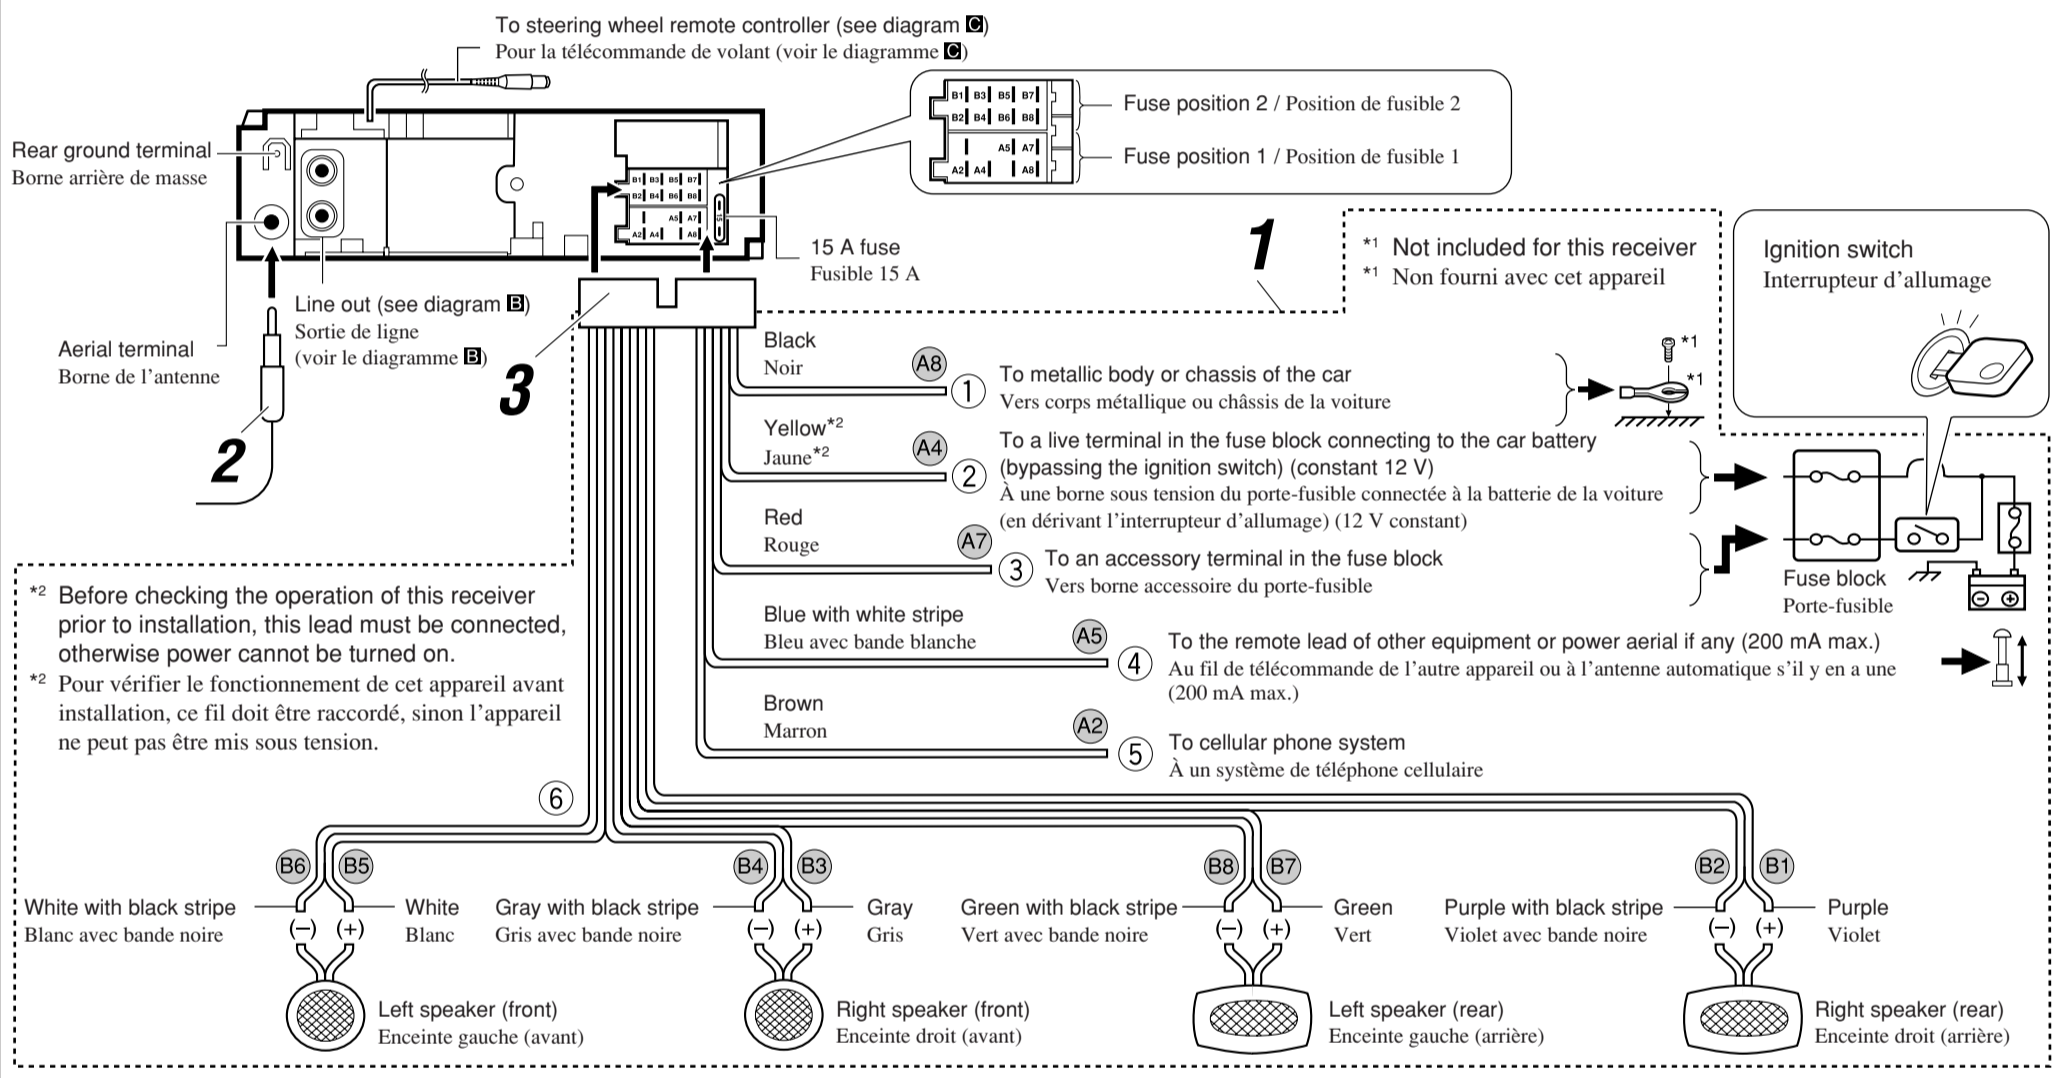 To steering wheel remote controller (see diagram C)
Pour la télécommande de volant (voir le diagramme C)
Rear ground terminal
Borne arrière de masse
B1 B3 B5 B7
B2 B4 B6 B8
A5 A7
A2 A4 A8
15
B1 B3 B5 B7
B2 B4 B6 B8
A5 A7
A2 A4 A8
Fuse position 2 / Position de fusible 2
Fuse position 1 / Position de fusible 1
15 A fuse
Fusible 15 A
1
*1 Not included for this receiver
*1 Non fourni avec cet appareil
Ignition switch
Interrupteur d'allumage
Line out (see diagram B)
Sortie de ligne
(voir le diagramme B)
Aerial terminal
Borne de l'antenne
2
3
Black
Noir
A8
1
To metallic body or chassis of the car
Vers corps métallique ou châssis de la voiture
*1
*1
Yellow*2
Jaune*2
A4
2
To a live terminal in the fuse block connecting to the car battery
(bypassing the ignition switch) (constant 12 V)
À une borne sous tension du porte-fusible connectée à la batterie de la voiture
(en dérivant l'interrupteur d'allumage) (12 V constant)
Red
Rouge
A7
3
To an accessory terminal in the fuse block
Vers borne accessoire du porte-fusible
Fuse block
Porte-fusible
*2 Before checking the operation of this receiver
prior to installation, this lead must be connected,
otherwise power cannot be turned on.
*2 Pour vérifier le fonctionnement de cet appareil avant
installation, ce fil doit être raccordé, sinon l'appareil
ne peut pas être mis sous tension.
Blue with white stripe
Bleu avec bande blanche
A5
4
To the remote lead of other equipment or power aerial if any (200 mA max.)
Au fil de télécommande de l'autre appareil ou à l'antenne automatique s'il y en a une
(200 mA max.)
Brown
Marron
A2
5
To cellular phone system
À un système de téléphone cellulaire
6
B6 B5
B4 B3
B8 B7
B2 B1
White with black stripe
Blanc avec bande noire
(–) (+)
White
Blanc
Gray with black stripe
Gris avec bande noire
(–) (+)
Gray
Gris
Green with black stripe
Vert avec bande noire
(–) (+)
Green
Vert
Purple with black stripe
Violet avec bande noire
(–) (+)
Purple
Violet
Left speaker (front)
Enceinte gauche (avant)
Right speaker (front)
Enceinte droit (avant)
Left speaker (rear)
Enceinte gauche (arrière)
Right speaker (rear)
Enceinte droit (arrière)